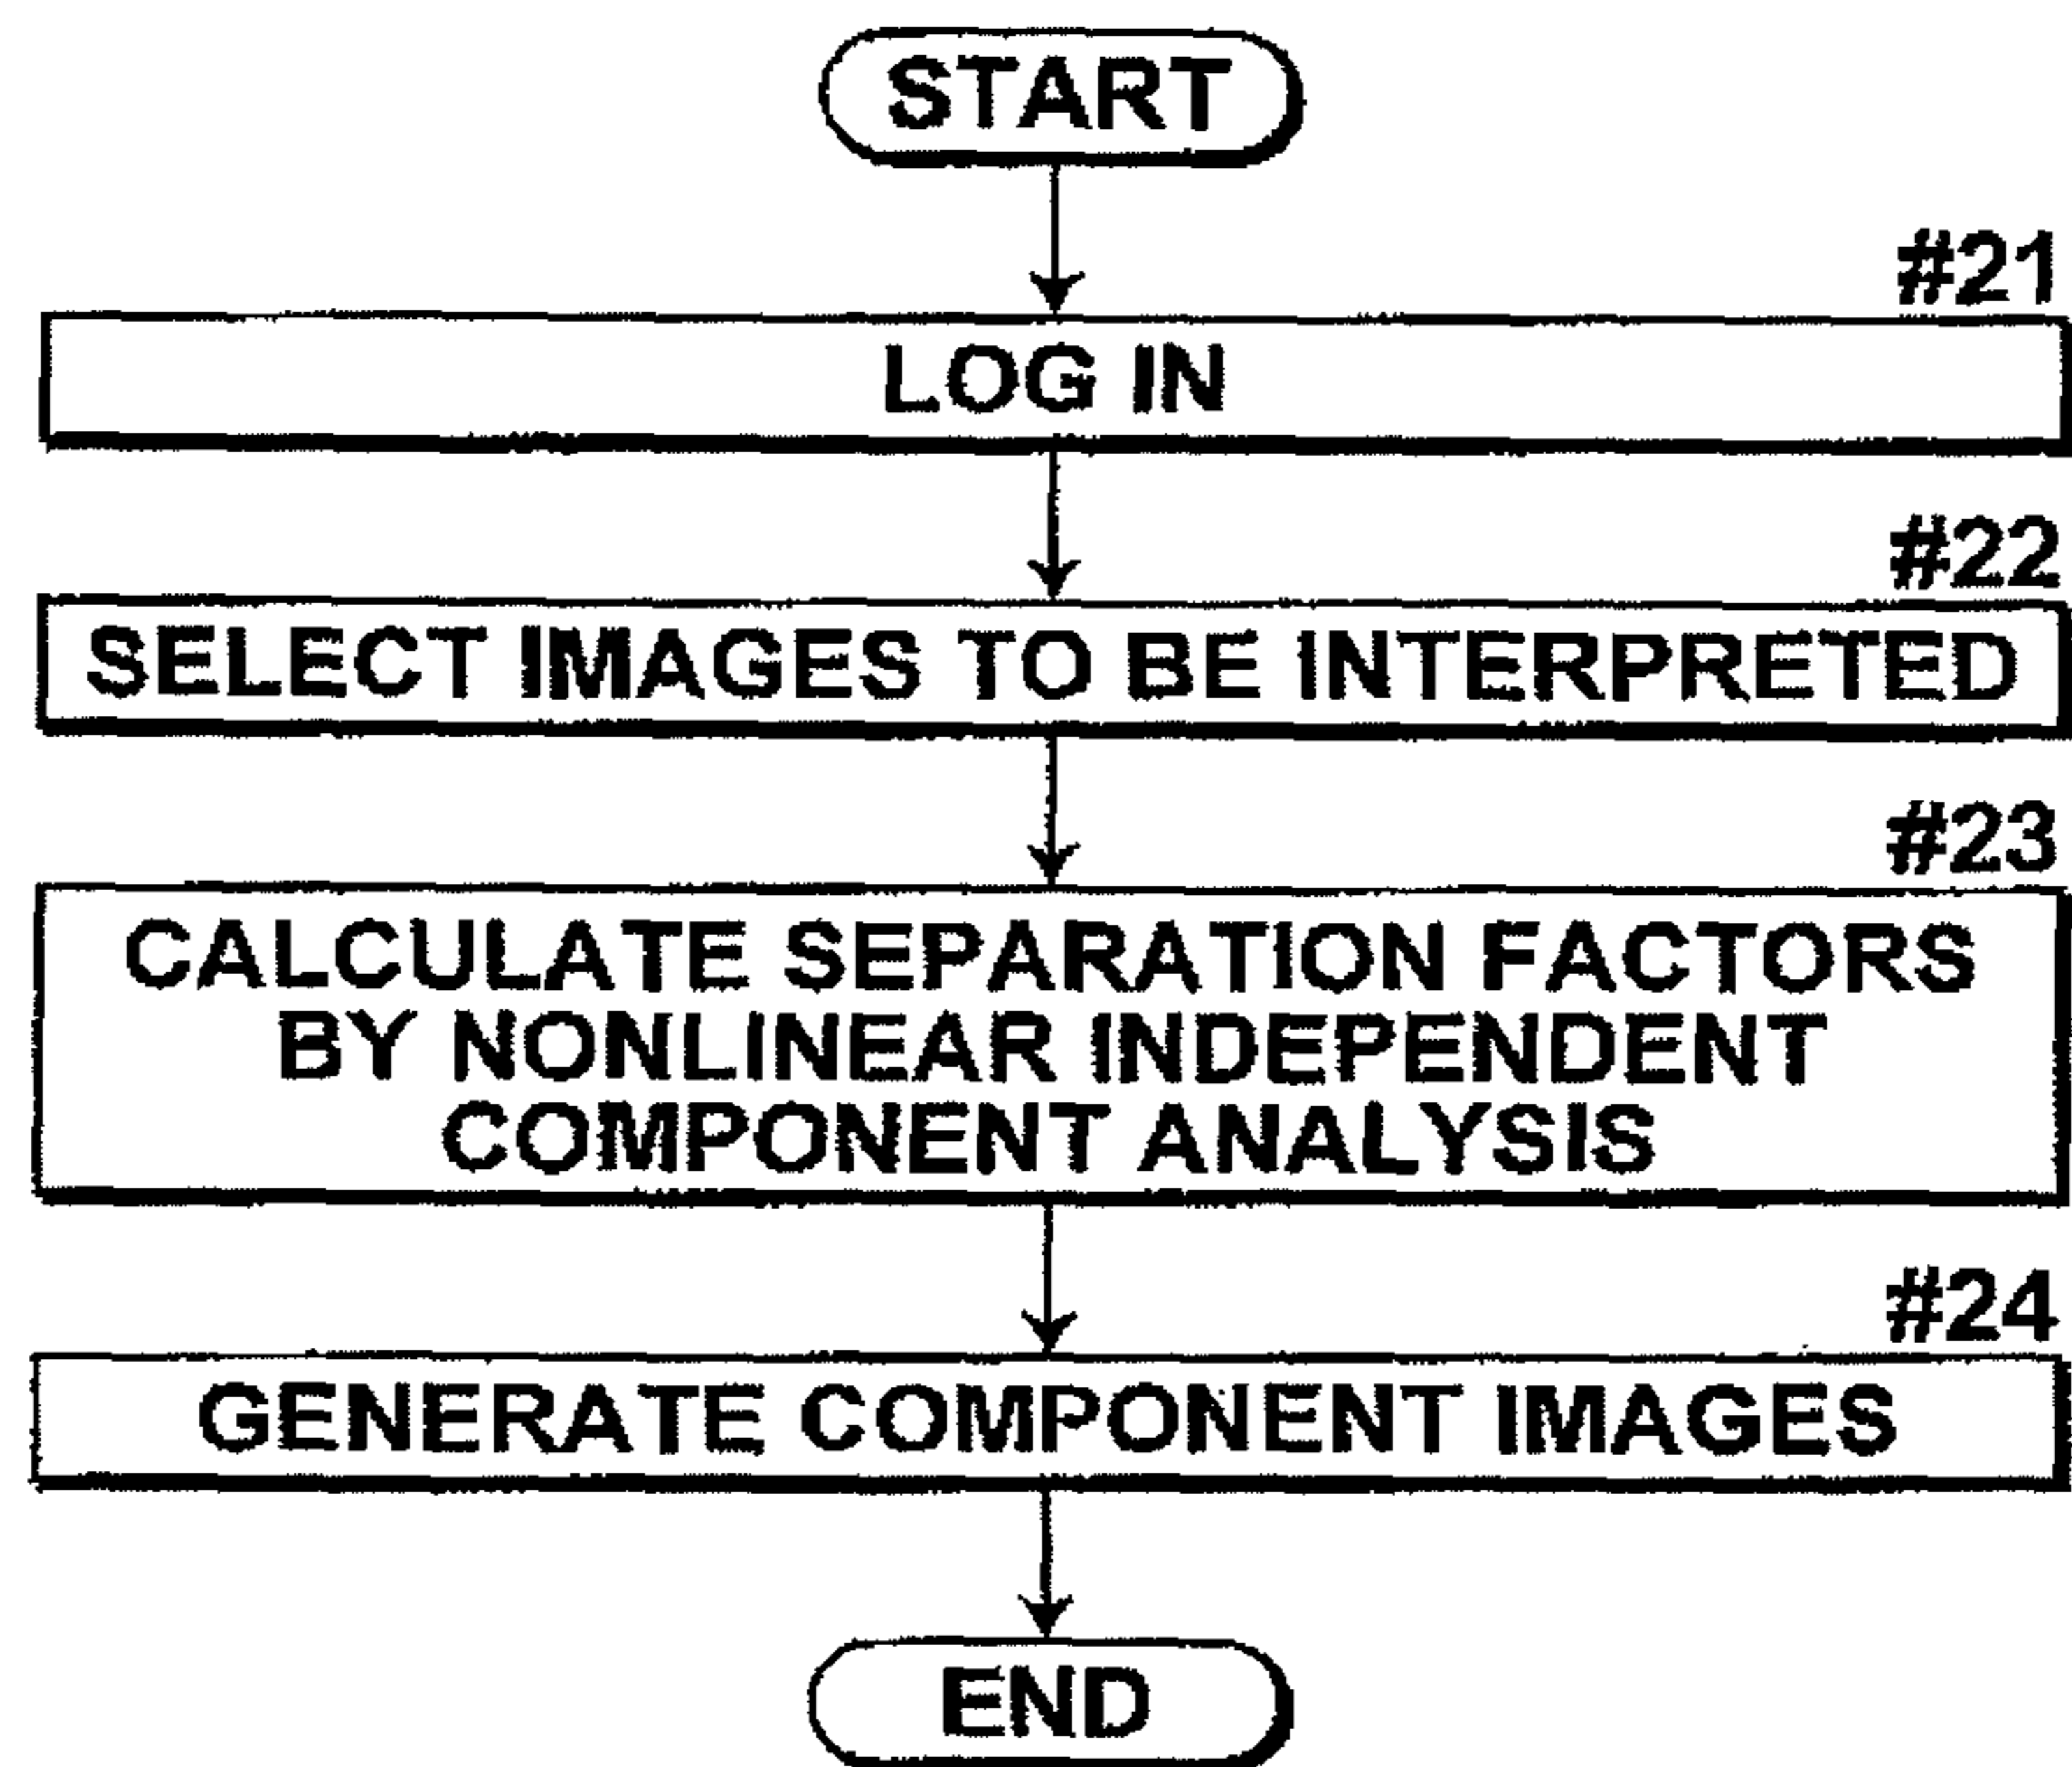 START
#21
LOG IN
#22
SELECT IMAGES TO BE INTERPRETED
#23
CALCULATE SEPARATION FACTORS
BY NONLINEAR INDEPENDENT
COMPONENT ANALYSIS
#24
GENERATE COMPONENT IMAGES
END